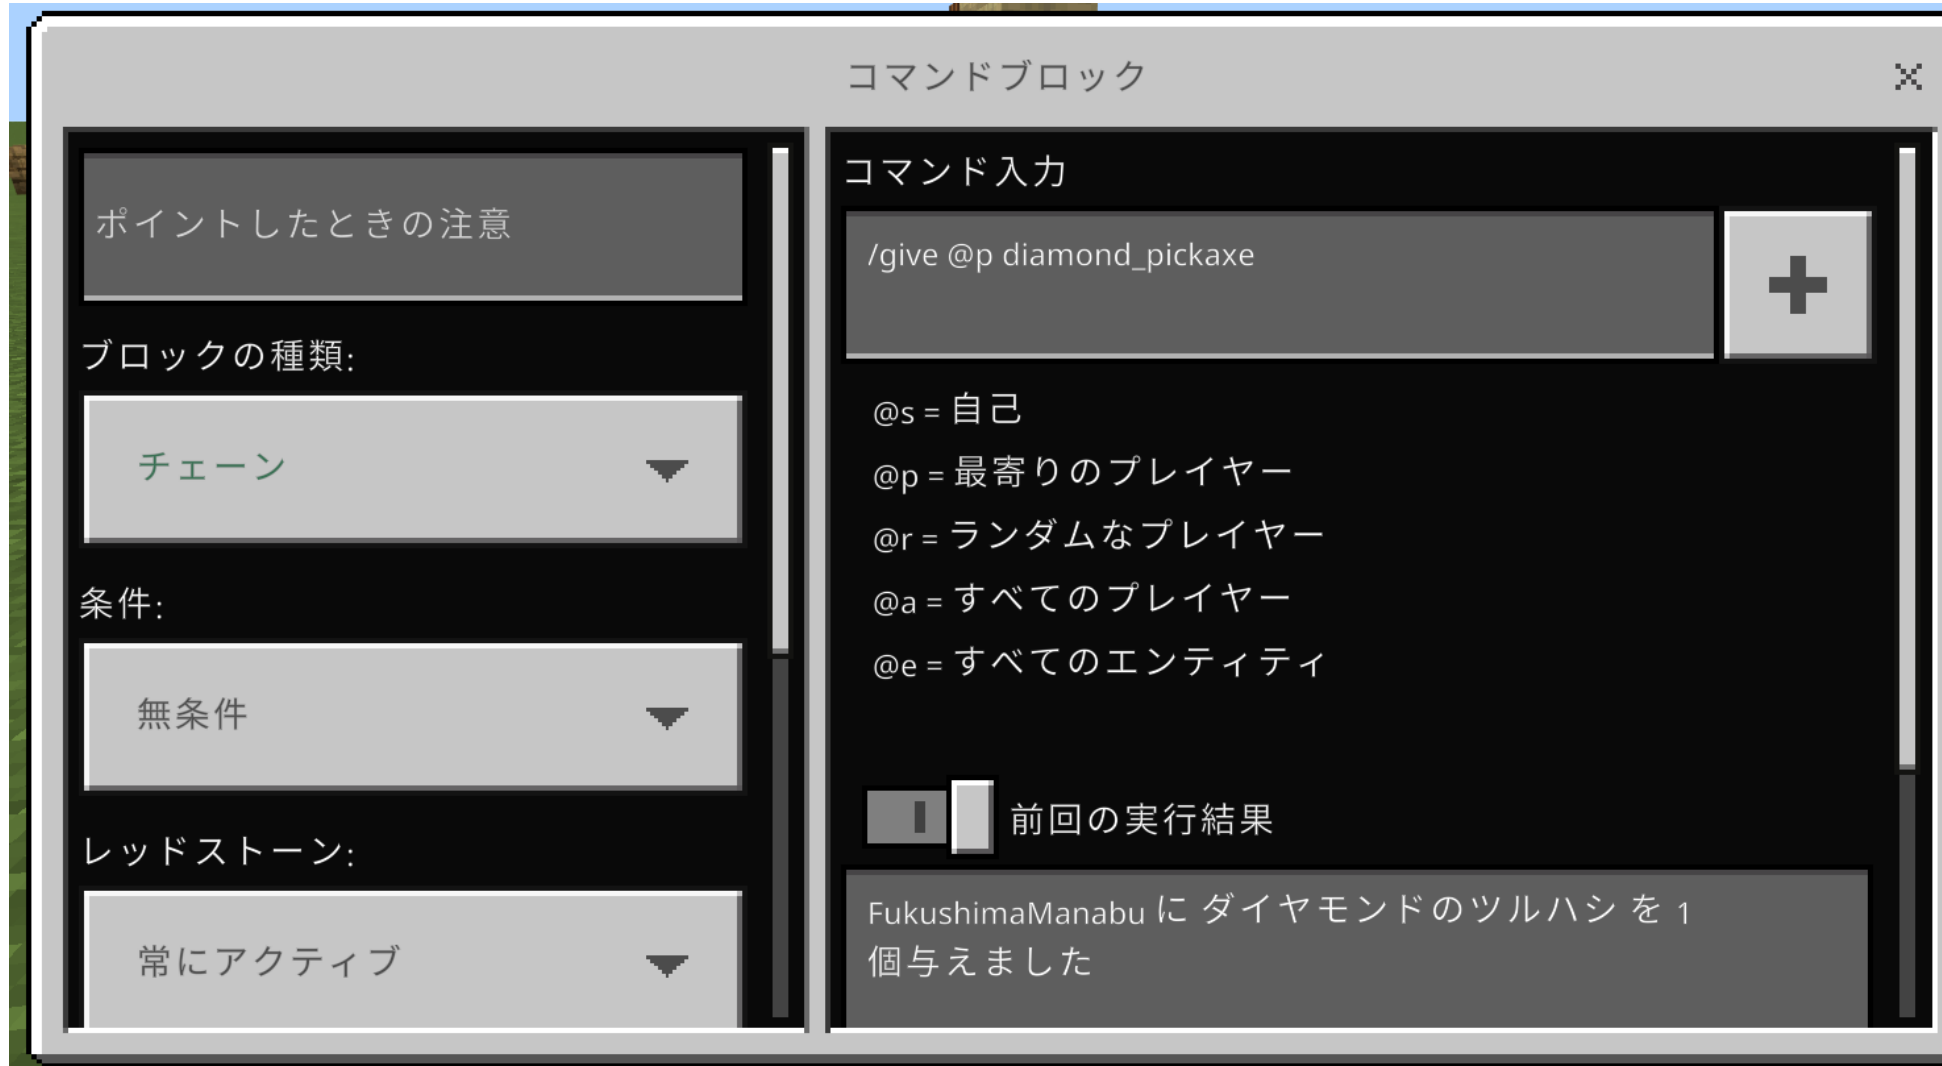 コマンドブロック
ポイントしたときの注意
ブロックの種類:
チェーン
条件:
無条件
レッドストーン:
常にアクティブ
コマンド入力
/give @p diamond_pickaxe
@s = 自己
@p = 最寄りのプレイヤー
@r = ランダムなプレイヤー
@a = すべてのプレイヤー
@e = すべてのエンティティ
前回の実行結果
FukushimaManabu に ダイヤモンドのツルハシ を 1
個与えました